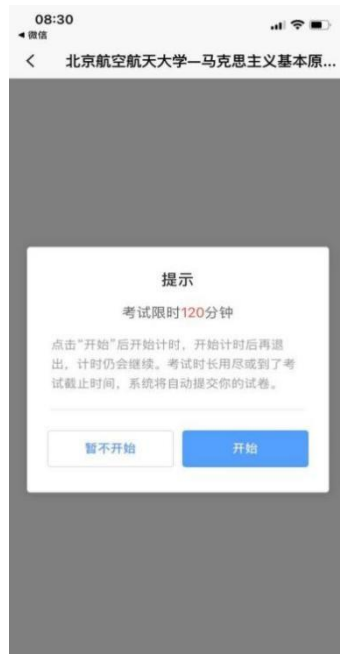 08:30
◀ 微信
北京航空航天大学—马克思主义基本原...
提示
考试限时120分钟
点击“开始”后开始计时，开始计时后再退
出，计时仍会继续。考试时长用尽或到了考
试截止时间，系统将自动提交你的试卷。
暂不开始
开始